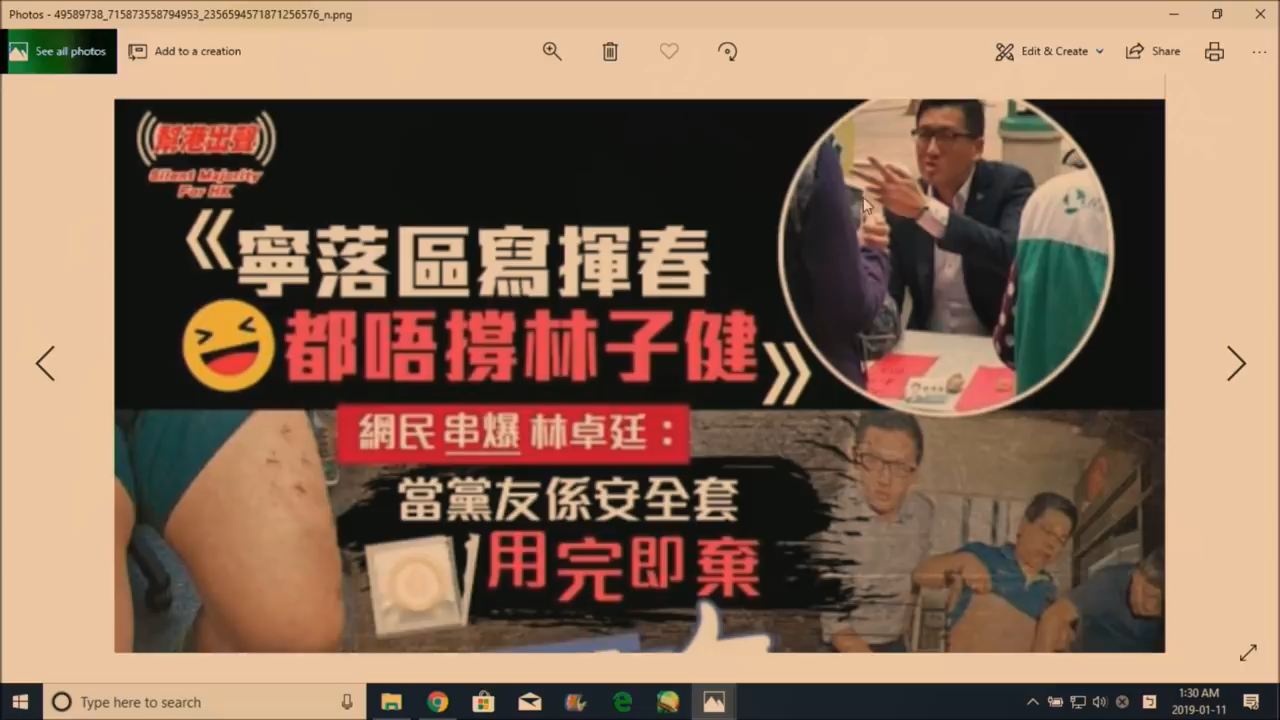 Photos - 49589738_715873558794953_2356594571871256576_n.png
See all photos
Add to a creation
Edit & Create
Share
幫港出聲
Silent Majority
For HK
《寧落區寫揮春
都唔撐林子健》
網民串爆林卓廷：
當黨友係安全套
用完即棄
Type here to search
1:30 AM
2019-01-11